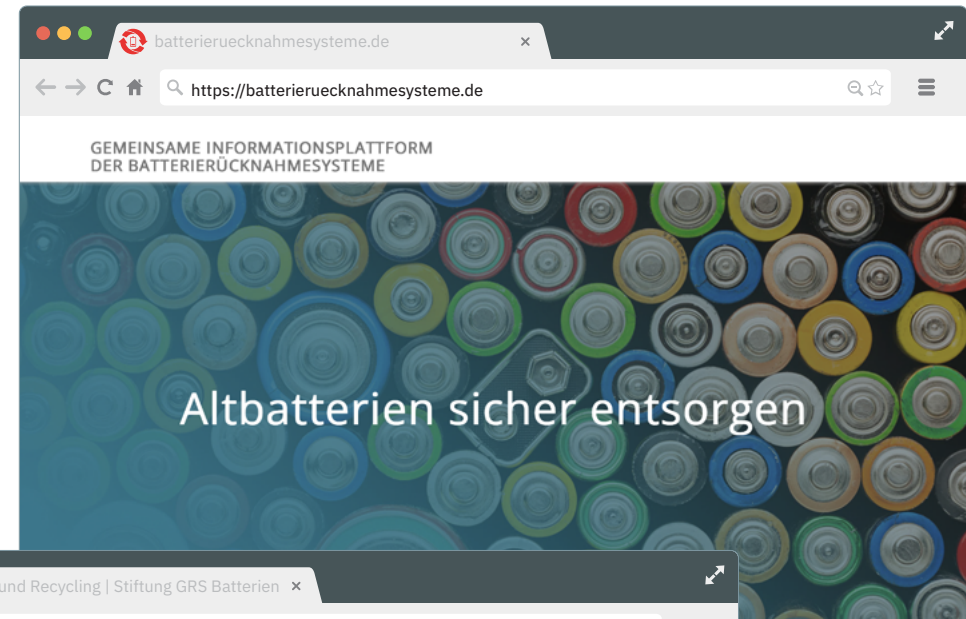 batterieruecknahmesysteme.de
https://batterieruecknahmesysteme.de
GEMEINSAME INFORMATIONSPLATTFORM
DER BATTERIERÜCKNAHMESYSTEME
Altbatterien sicher entsorgen
und Recycling | Stiftung GRS Batterien